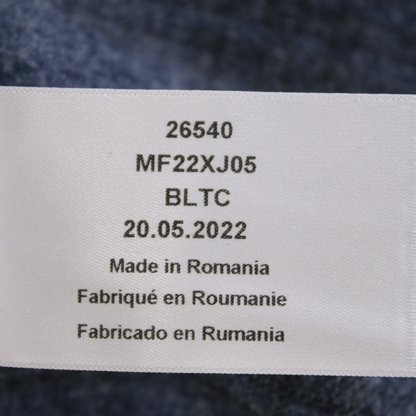 26540
MF22XJ05
BLTC
20.05.2022
Made in Romania
Fabriqué en Roumanie
Fabricado en Rumania